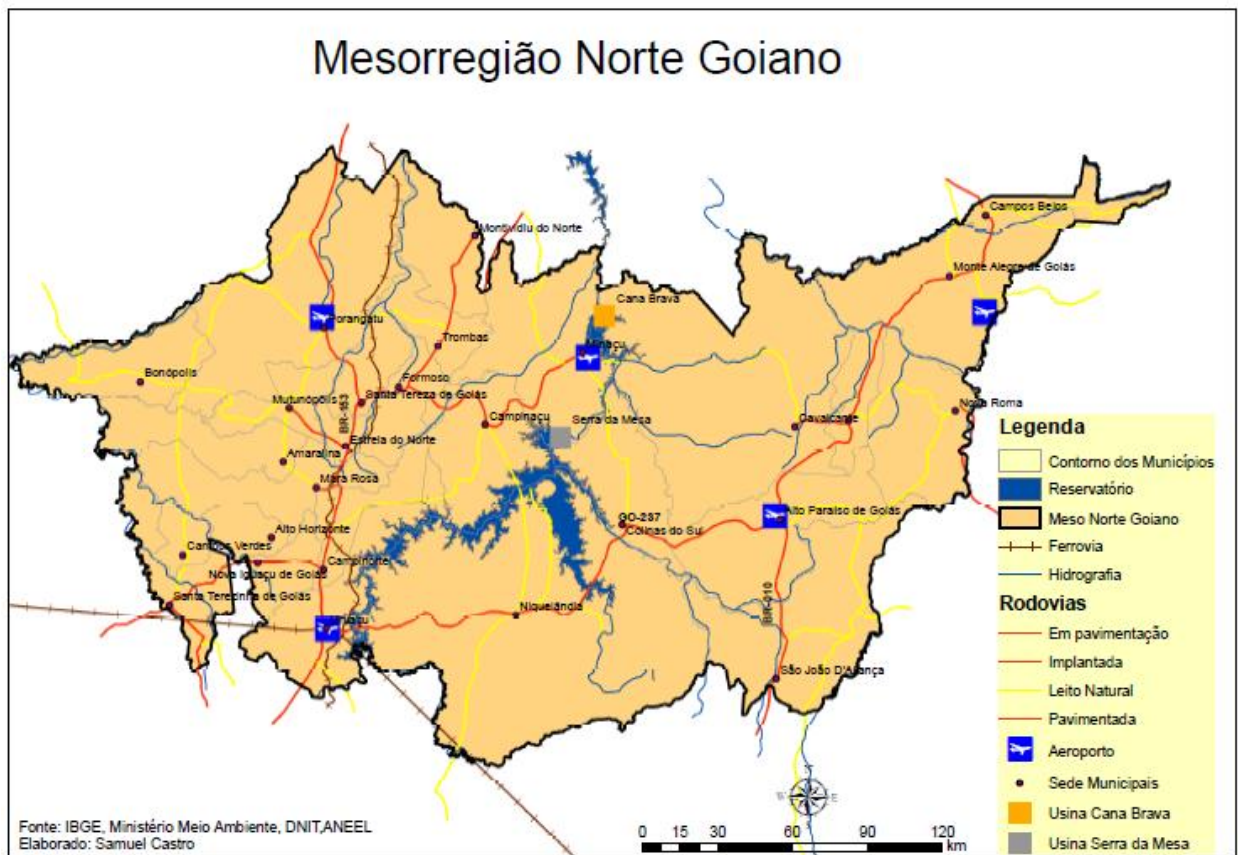 Mesorregião Norte Goiano
Campos Belos
Montividiu do Norte
Monte Alegre de Goiás
Cana Brava
Porangatu
Trombas
Minaçu
Bonópolis
Formoso
Santa Tereza de Goiás
Mutunópolis
Campinaçu
Serra da Mesa
Cavalcante
Nova Roma
BR-153
Estrela do Norte
Amaralina
Mara Rosa
Alto Paraíso de Goiás
GO-237
Colinas do Sul
Alto Horizonte
Campos Verdes
Nova Iguaçu de Goiás
Campinorte
Santa Terezinha de Goiás
Niquelândia
BR-010
São João D'Aliança
Legenda
Contorno dos Municípios
Reservatório
Meso Norte Goiano
Ferrovia
Hidrografia
Rodovias
Em pavimentação
Implantada
Leito Natural
Pavimentada
Aeroporto
Sede Municipais
Usina Cana Brava
Usina Serra da Mesa
W
E
0 15 30 60 90 120
km
Fonte: IBGE, Ministério Meio Ambiente, DNIT,ANEEL
Elaborado: Samuel Castro